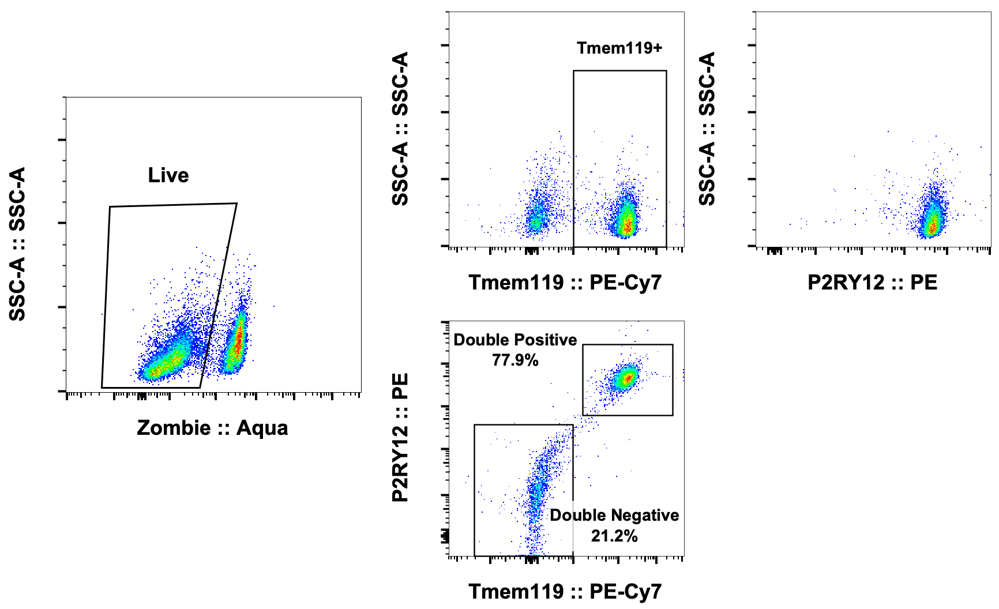 SSC-A :: SSC-A
Live
Zombie :: Aqua
SSC-A :: SSC-A
Tmem119+
Tmem119 :: PE-Cy7
SSC-A :: SSC-A
P2RY12 :: PE
P2RY12 :: PE
Double Positive
77.9%
Double Negative
21.2%
Tmem119 :: PE-Cy7